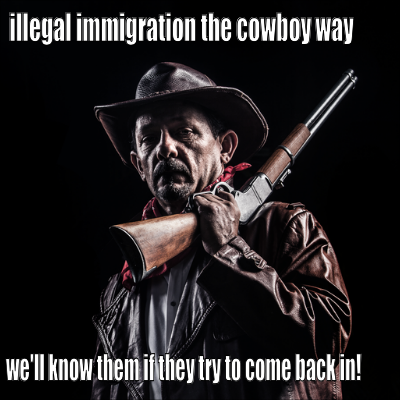 illegal immigration the cowboy way
we'll know them if they try to come back in!